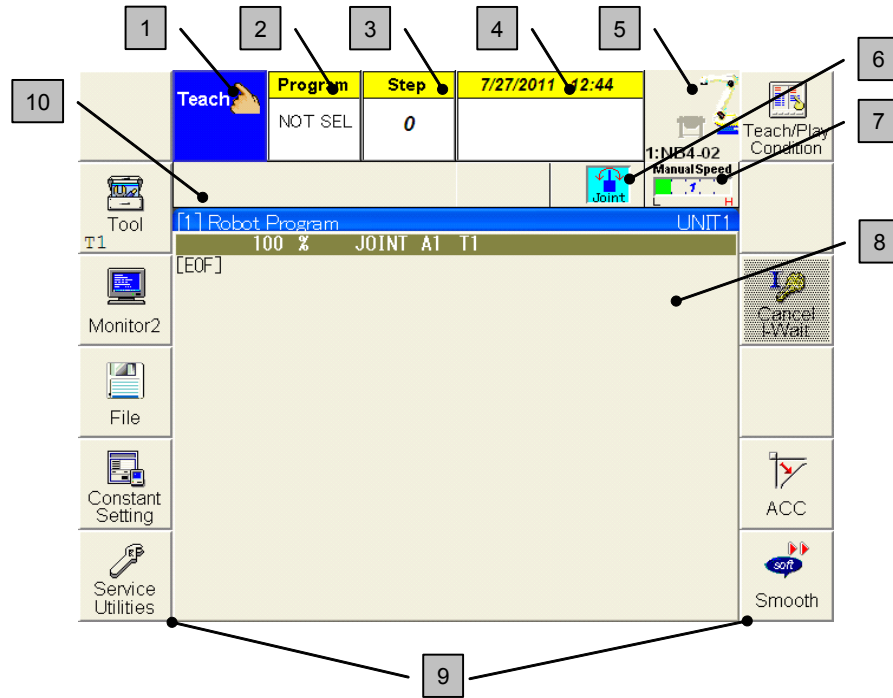 1
2
3
4
5
6
7
8
9
10
Teach
Program
NOT SEL
Step
0
7/27/2011 12:44
1:NB4-02
Manual Speed
1
L H
Joint
Teach/Play
Condition
Tool
T1
[1] Robot Program UNIT1
100 % JOINT A1 T1
[EOF]
Monitor2
I
Cancel
I-Wait
File
Constant
Setting
ACC
Service
Utilities
soft
Smooth